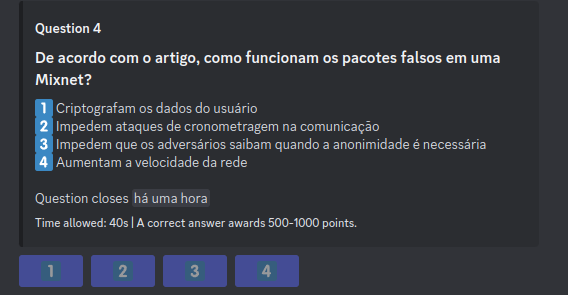 Question 4
De acordo com o artigo, como funcionam os pacotes falsos em uma
Mixnet?
1 Criptografam os dados do usuário
2 Impedem ataques de cronometragem na comunicação
3 Impedem que os adversários saibam quando a anonimidade é necessária
4 Aumentam a velocidade da rede
Question closes há uma hora
Time allowed: 40s | A correct answer awards 500-1000 points.
1 2 3 4